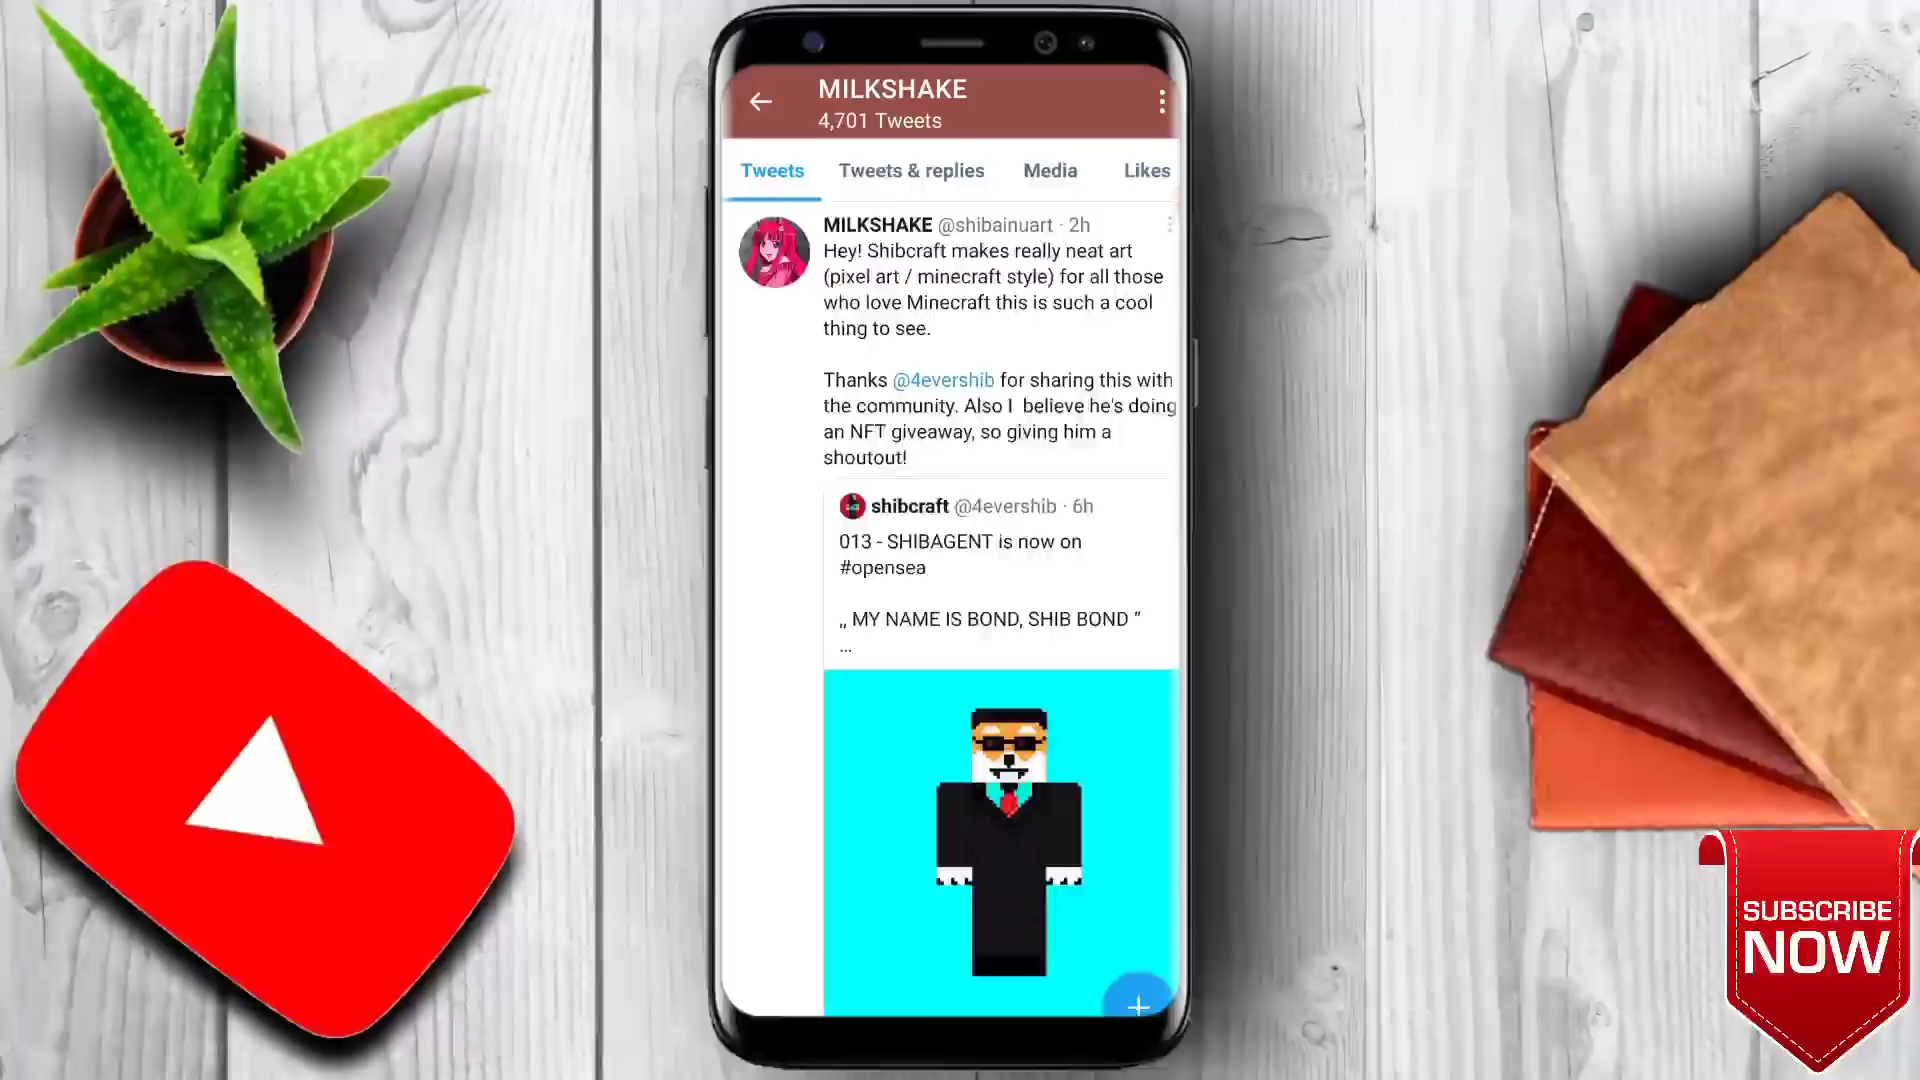 MILKSHAKE
4,701 Tweets
Tweets
Tweets & replies
Media
Likes
MILKSHAKE @shibainuart · 2h
Hey! Shibcraft makes really neat art
(pixel art / minecraft style) for all those
who love Minecraft this is such a cool
thing to see.
Thanks @4evershib for sharing this with
the community. Also I believe he's doing
an NFT giveaway, so giving him a
shoutout!
shibcraft @4evershib · 6h
013 - SHIBAGENT is now on
#opensea
„ MY NAME IS BOND, SHIB BOND “
...
SUBSCRIBE
NOW